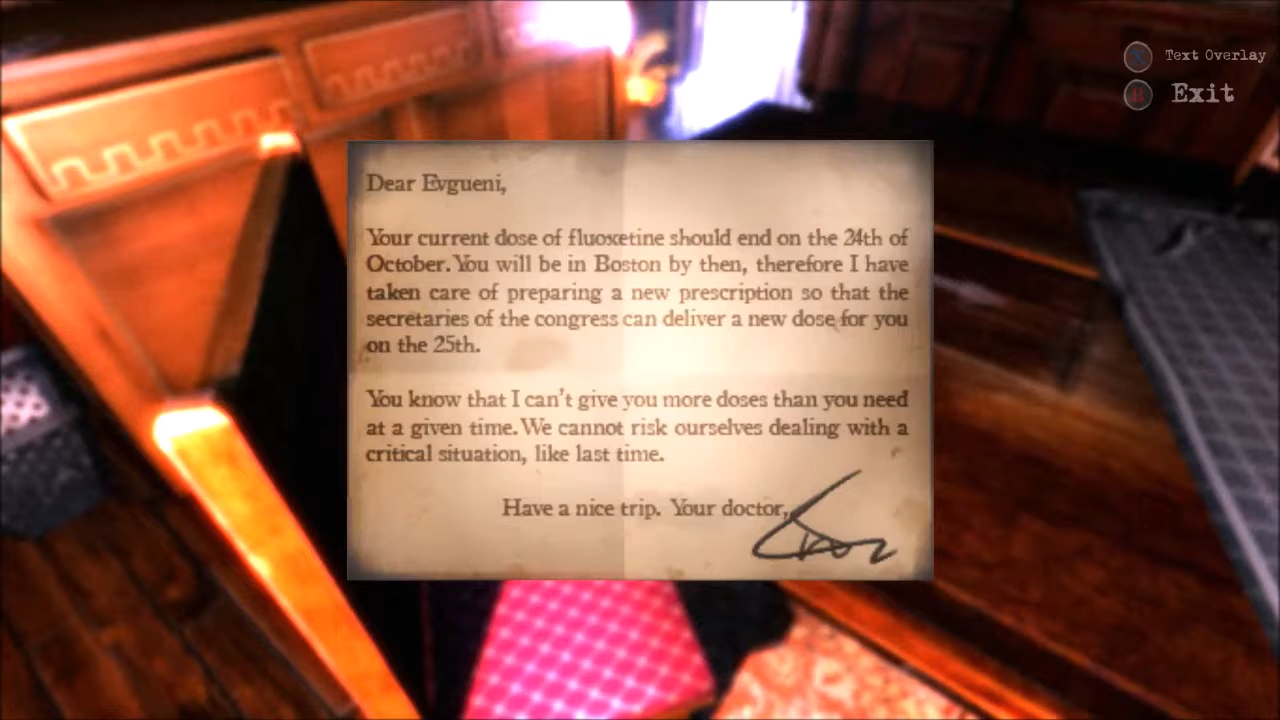 Text Overlay
Exit
Dear Evgueni,
Your current dose of fluoxetine should end on the 24th of
October. You will be in Boston by then, therefore I have
taken care of preparing a new prescription so that the
secretaries of the congress can deliver a new dose for you
on the 25th.
You know that I can't give you more doses than you need
at a given time. We cannot risk ourselves dealing with a
critical situation, like last time.
Have a nice trip. Your doctor,